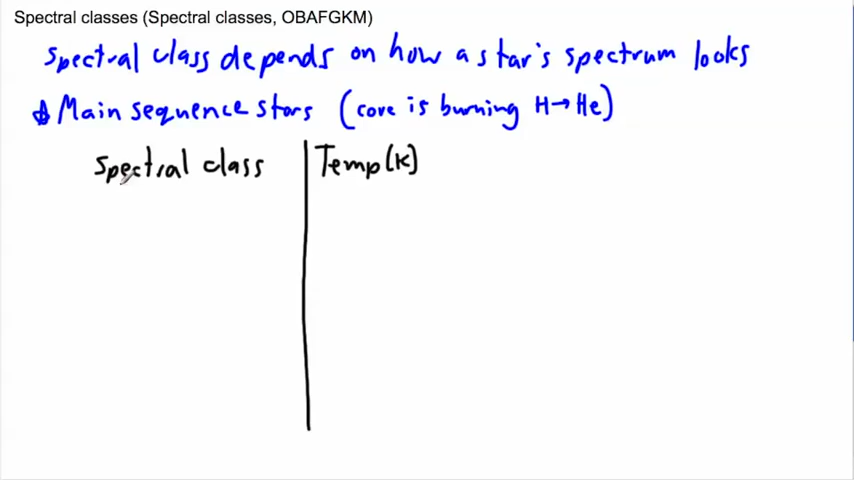 Spectral classes (Spectral classes, OBAFGKM)
Spectral class depends on how a star's spectrum looks
Main sequence stars (core is burning H→He)
Spectral class | Temp(K)